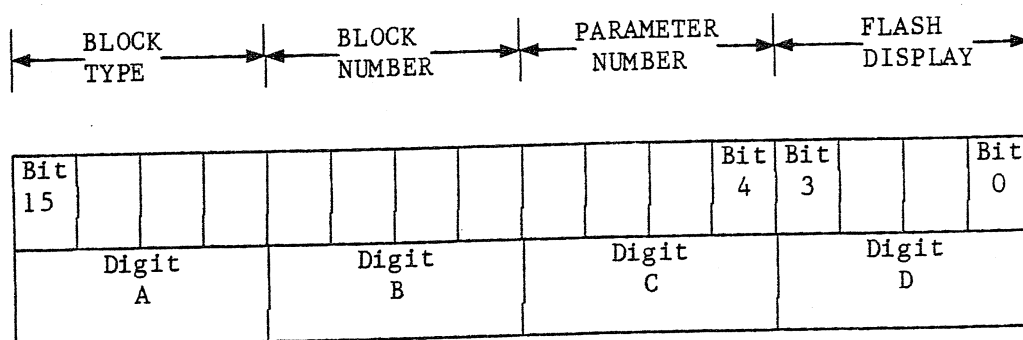 BLOCK BLOCK PARAMETER FLASH
TYPE NUMBER NUMBER DISPLAY
Bit Bit Bit Bit
15 4 3 0
Digit Digit Digit Digit
A B C D